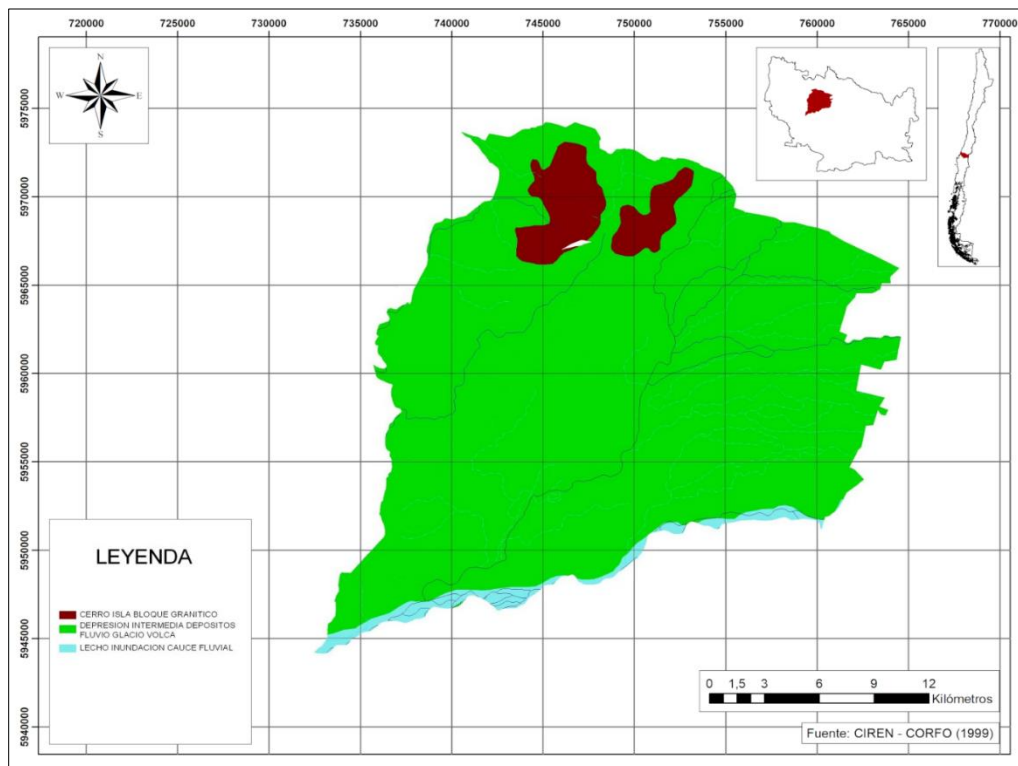 720000 725000 730000 735000 740000 745000 750000 755000 760000 765000 770000
N
W E
S
5975000
5970000
5965000
5960000
5955000
5950000
5945000
5940000
LEYENDA
CERRO ISLA BLOQUE GRANITICO
DEPRESION INTERMEDIA DEPOSITOS
FLUVIO GLACIO VOLCA
LECHO INUNDACION CAUCE FLUVIAL
0 1,5 3 6 9 12
Kilómetros
Fuente: CIREN - CORFO (1999)